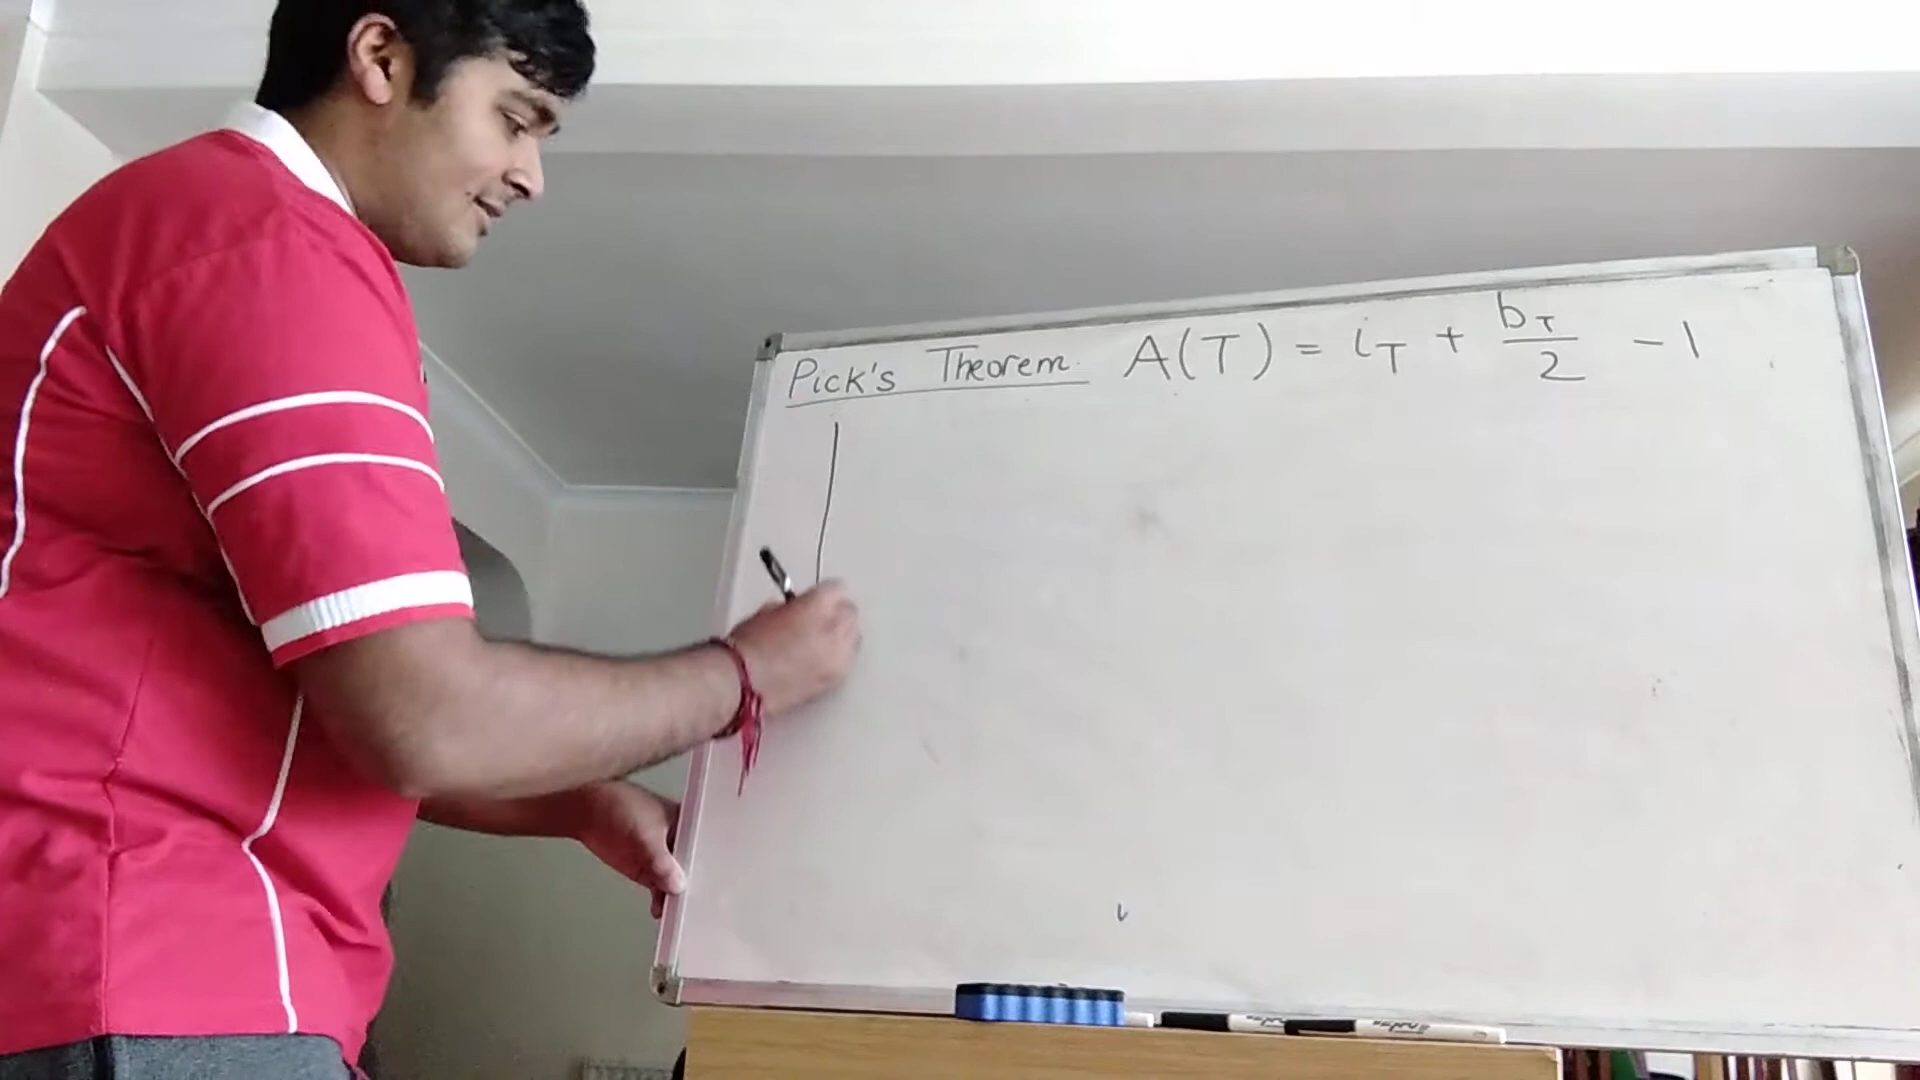 Pick's Theorem. A(T) = i_T + b_T/2 - 1